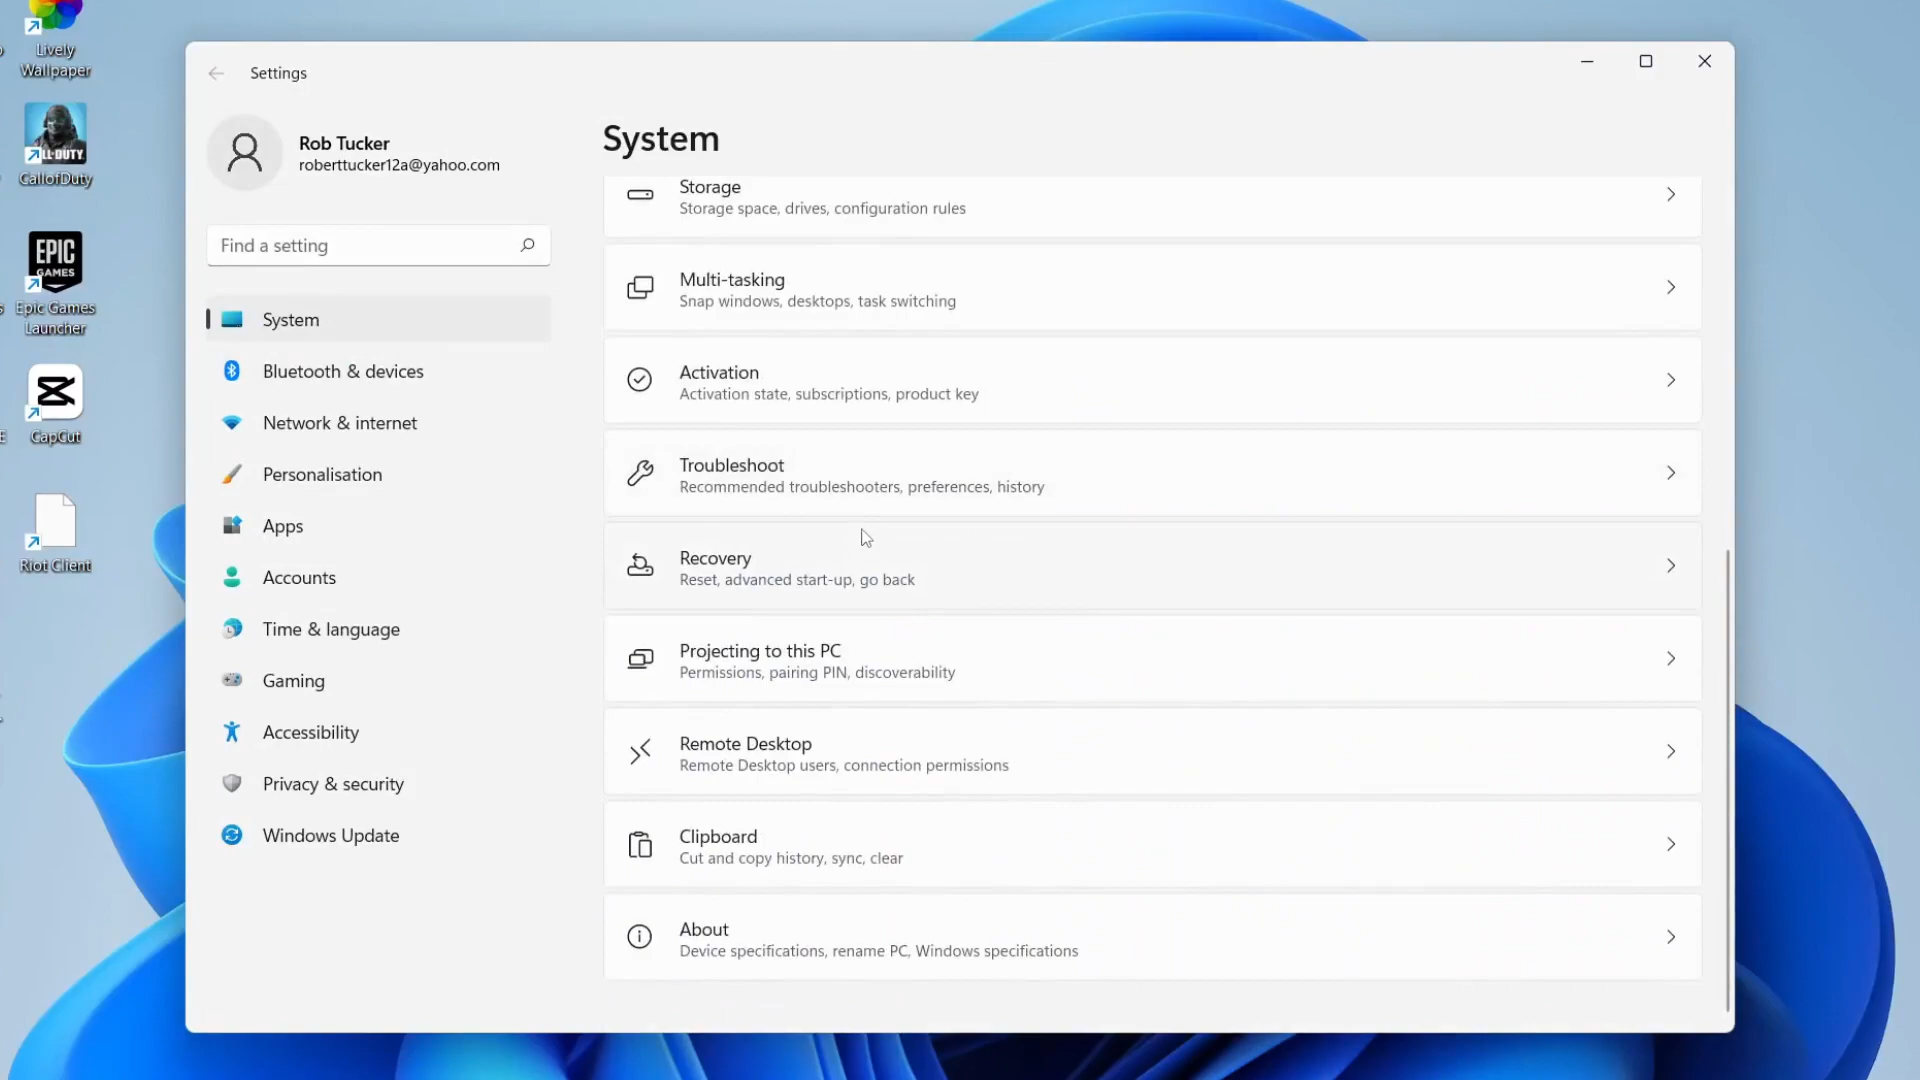 Lively
Wallpaper
LL·DUTY.
CallofDuty
EPIC
GAMES
Epic Games
Launcher
CapCut
Riot Client
Settings
Rob Tucker
roberttucker12a@yahoo.com
Find a setting
System
Bluetooth & devices
Network & internet
Personalisation
Apps
Accounts
Time & language
Gaming
Accessibility
Privacy & security
Windows Update
System
Storage
Storage space, drives, configuration rules
Multi-tasking
Snap windows, desktops, task switching
Activation
Activation state, subscriptions, product key
Troubleshoot
Recommended troubleshooters, preferences, history
Recovery
Reset, advanced start-up, go back
Projecting to this PC
Permissions, pairing PIN, discoverability
Remote Desktop
Remote Desktop users, connection permissions
Clipboard
Cut and copy history, sync, clear
About
Device specifications, rename PC, Windows specifications